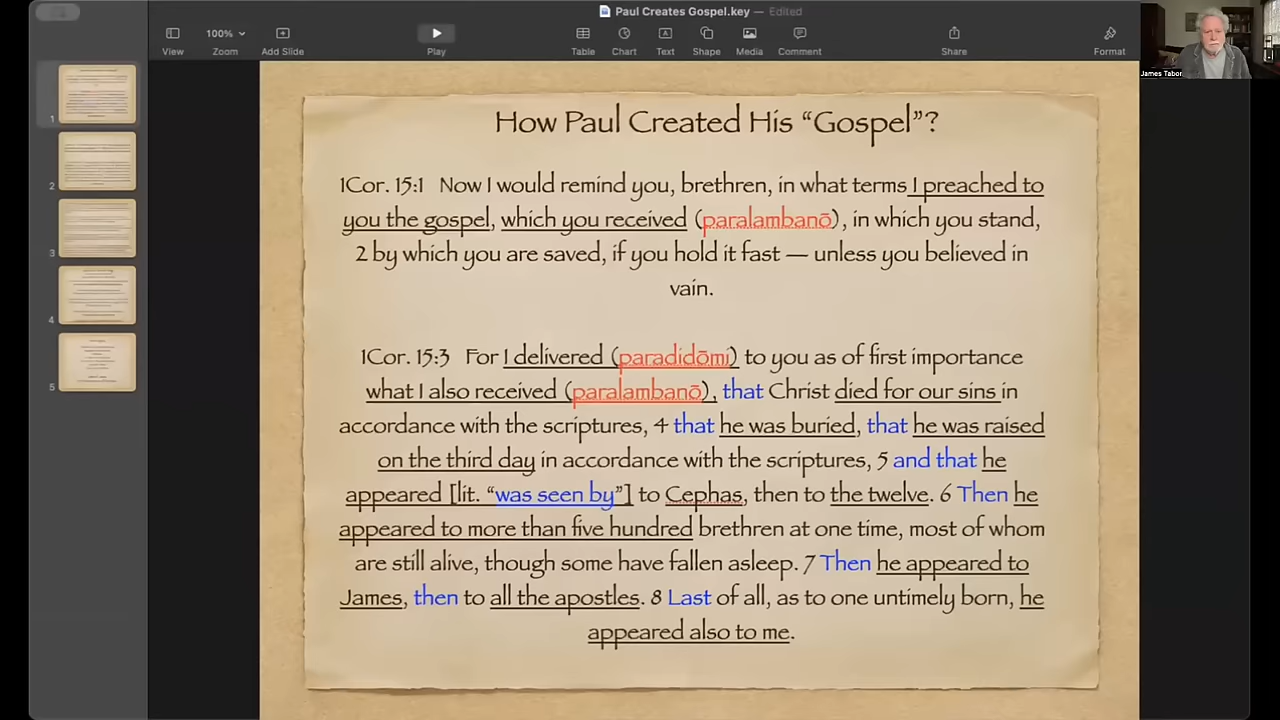 Paul Creates Gospel.key — Edited
View
100%
Zoom
Add Slide
Play
Table
Chart
Text
Shape
Media
Comment
Share
Format
James Tabor
1
2
3
4
5
How Paul Created His “Gospel”?
1Cor. 15:1 Now I would remind you, brethren, in what terms I preached to
you the gospel, which you received (paralambanō), in which you stand,
2 by which you are saved, if you hold it fast — unless you believed in
vain.
1Cor. 15:3 For I delivered (paradidōmi) to you as of first importance
what I also received (paralambanō), that Christ died for our sins in
accordance with the scriptures, 4 that he was buried, that he was raised
on the third day in accordance with the scriptures, 5 and that he
appeared [lit. “was seen by”] to Cephas, then to the twelve. 6 Then he
appeared to more than five hundred brethren at one time, most of whom
are still alive, though some have fallen asleep. 7 Then he appeared to
James, then to all the apostles. 8 Last of all, as to one untimely born, he
appeared also to me.